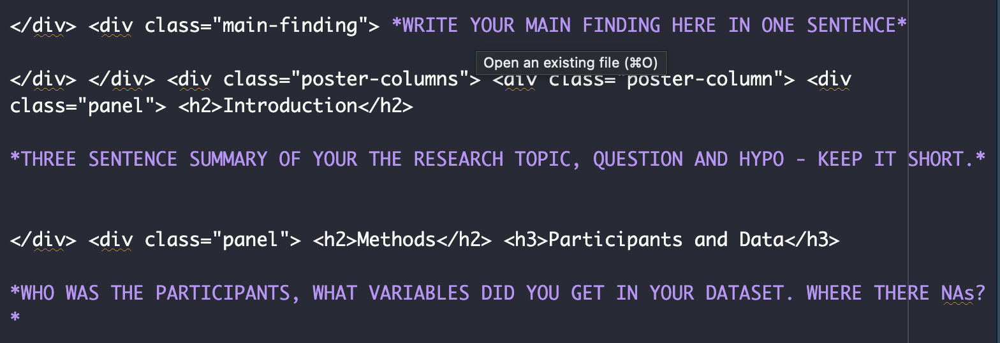 </div> <div class="main-finding"> *WRITE YOUR MAIN FINDING HERE IN ONE SENTENCE*
Open an existing file (⌘O)
</div> </div> <div class="poster-columns"> <div class="poster-column"> <div
class="panel"> <h2>Introduction</h2>
*THREE SENTENCE SUMMARY OF YOUR THE RESEARCH TOPIC, QUESTION AND HYPO - KEEP IT SHORT.*
</div> <div class="panel"> <h2>Methods</h2> <h3>Participants and Data</h3>
*WHO WAS THE PARTICIPANTS, WHAT VARIABLES DID YOU GET IN YOUR DATASET. WHERE THERE NAs?
*